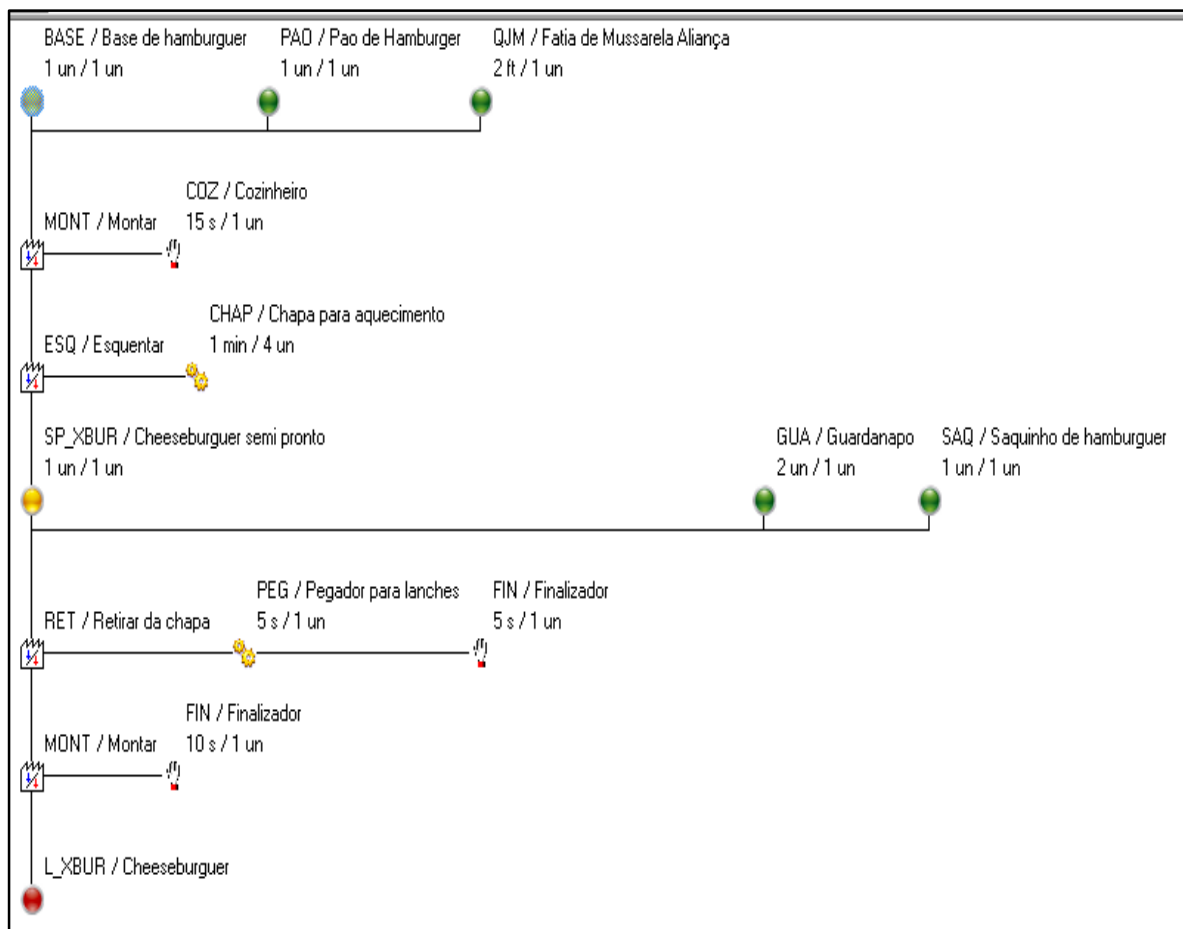 BASE / Base de hamburguer
1 un / 1 un
PAO / Pao de Hamburger
1 un / 1 un
QJM / Fatia de Mussarela Aliança
2 ft / 1 un
COZ / Cozinheiro
MONT / Montar
15 s / 1 un
CHAP / Chapa para aquecimento
ESQ / Esquentar
1 min / 4 un
SP_XBUR / Cheeseburguer semi pronto
1 un / 1 un
GUA / Guardanapo
2 un / 1 un
SAQ / Saquinho de hamburguer
1 un / 1 un
PEG / Pegador para lanches
FIN / Finalizador
RET / Retirar da chapa
5 s / 1 un
5 s / 1 un
FIN / Finalizador
MONT / Montar
10 s / 1 un
L_XBUR / Cheeseburguer